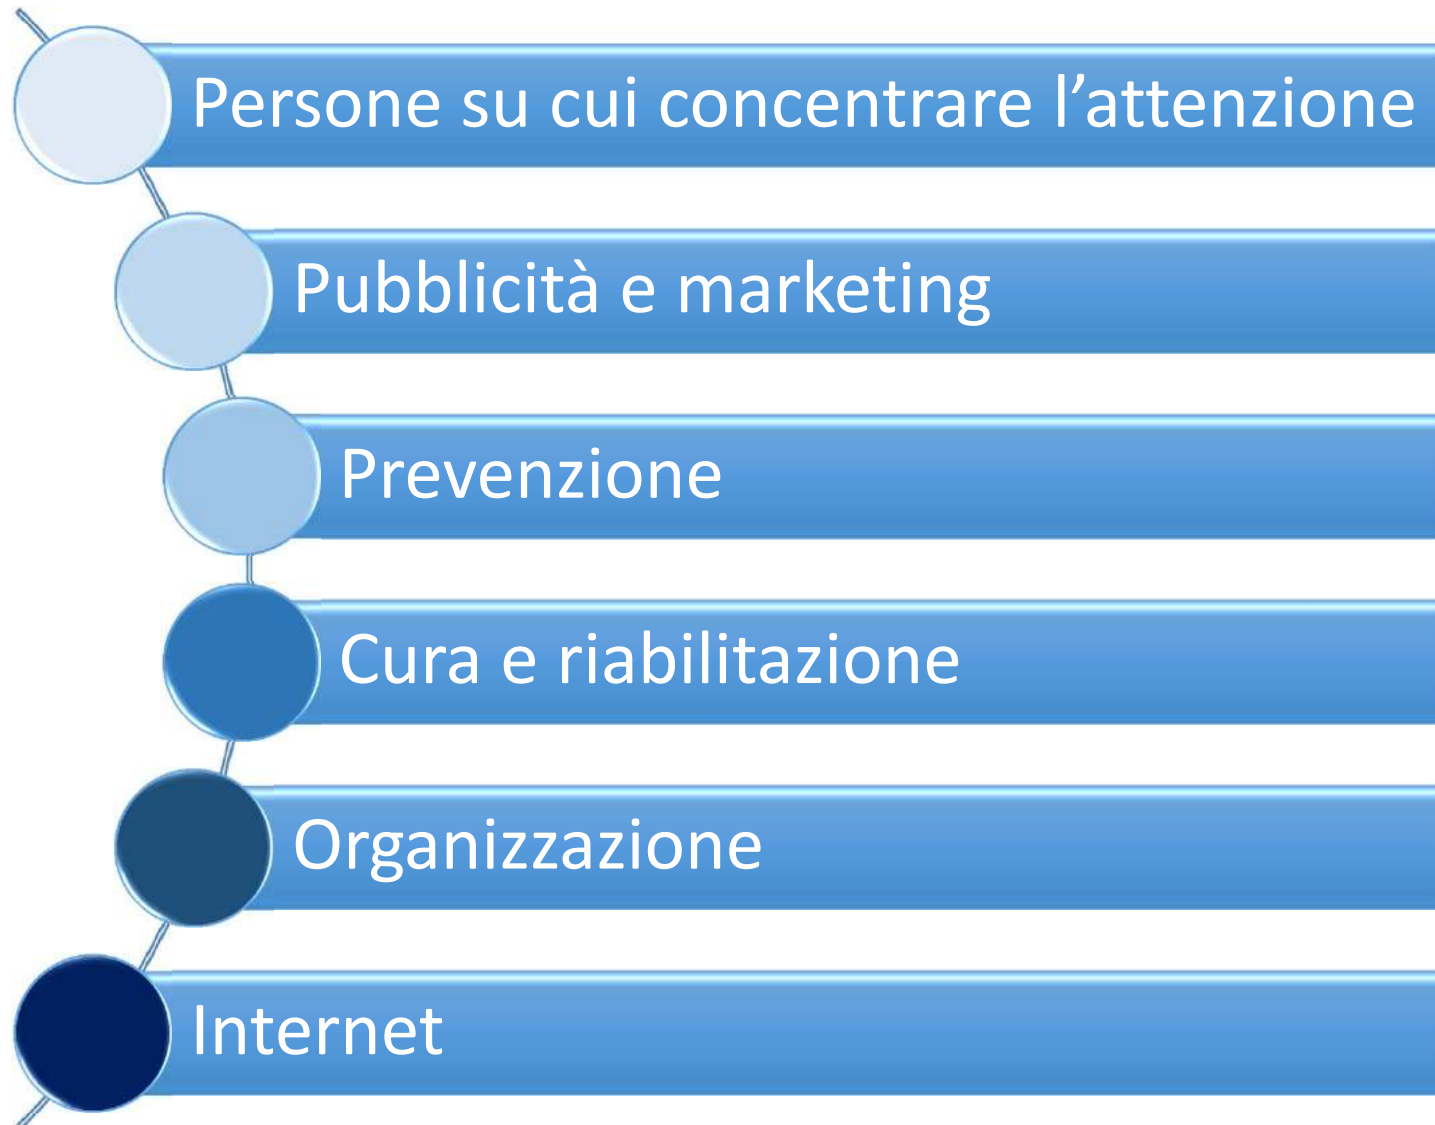 Persone su cui concentrare l’attenzione
Pubblicità e marketing
Prevenzione
Cura e riabilitazione
Organizzazione
Internet